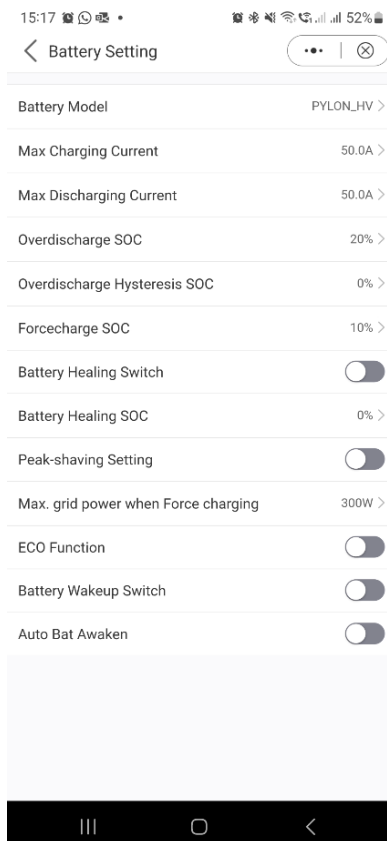 15:17 52%
Battery Setting
Battery Model PYLON_HV
Max Charging Current 50.0A
Max Discharging Current 50.0A
Overdischarge SOC 20%
Overdischarge Hysteresis SOC 0%
Forcecharge SOC 10%
Battery Healing Switch
Battery Healing SOC 0%
Peak-shaving Setting
Max. grid power when Force charging 300W
ECO Function
Battery Wakeup Switch
Auto Bat Awaken